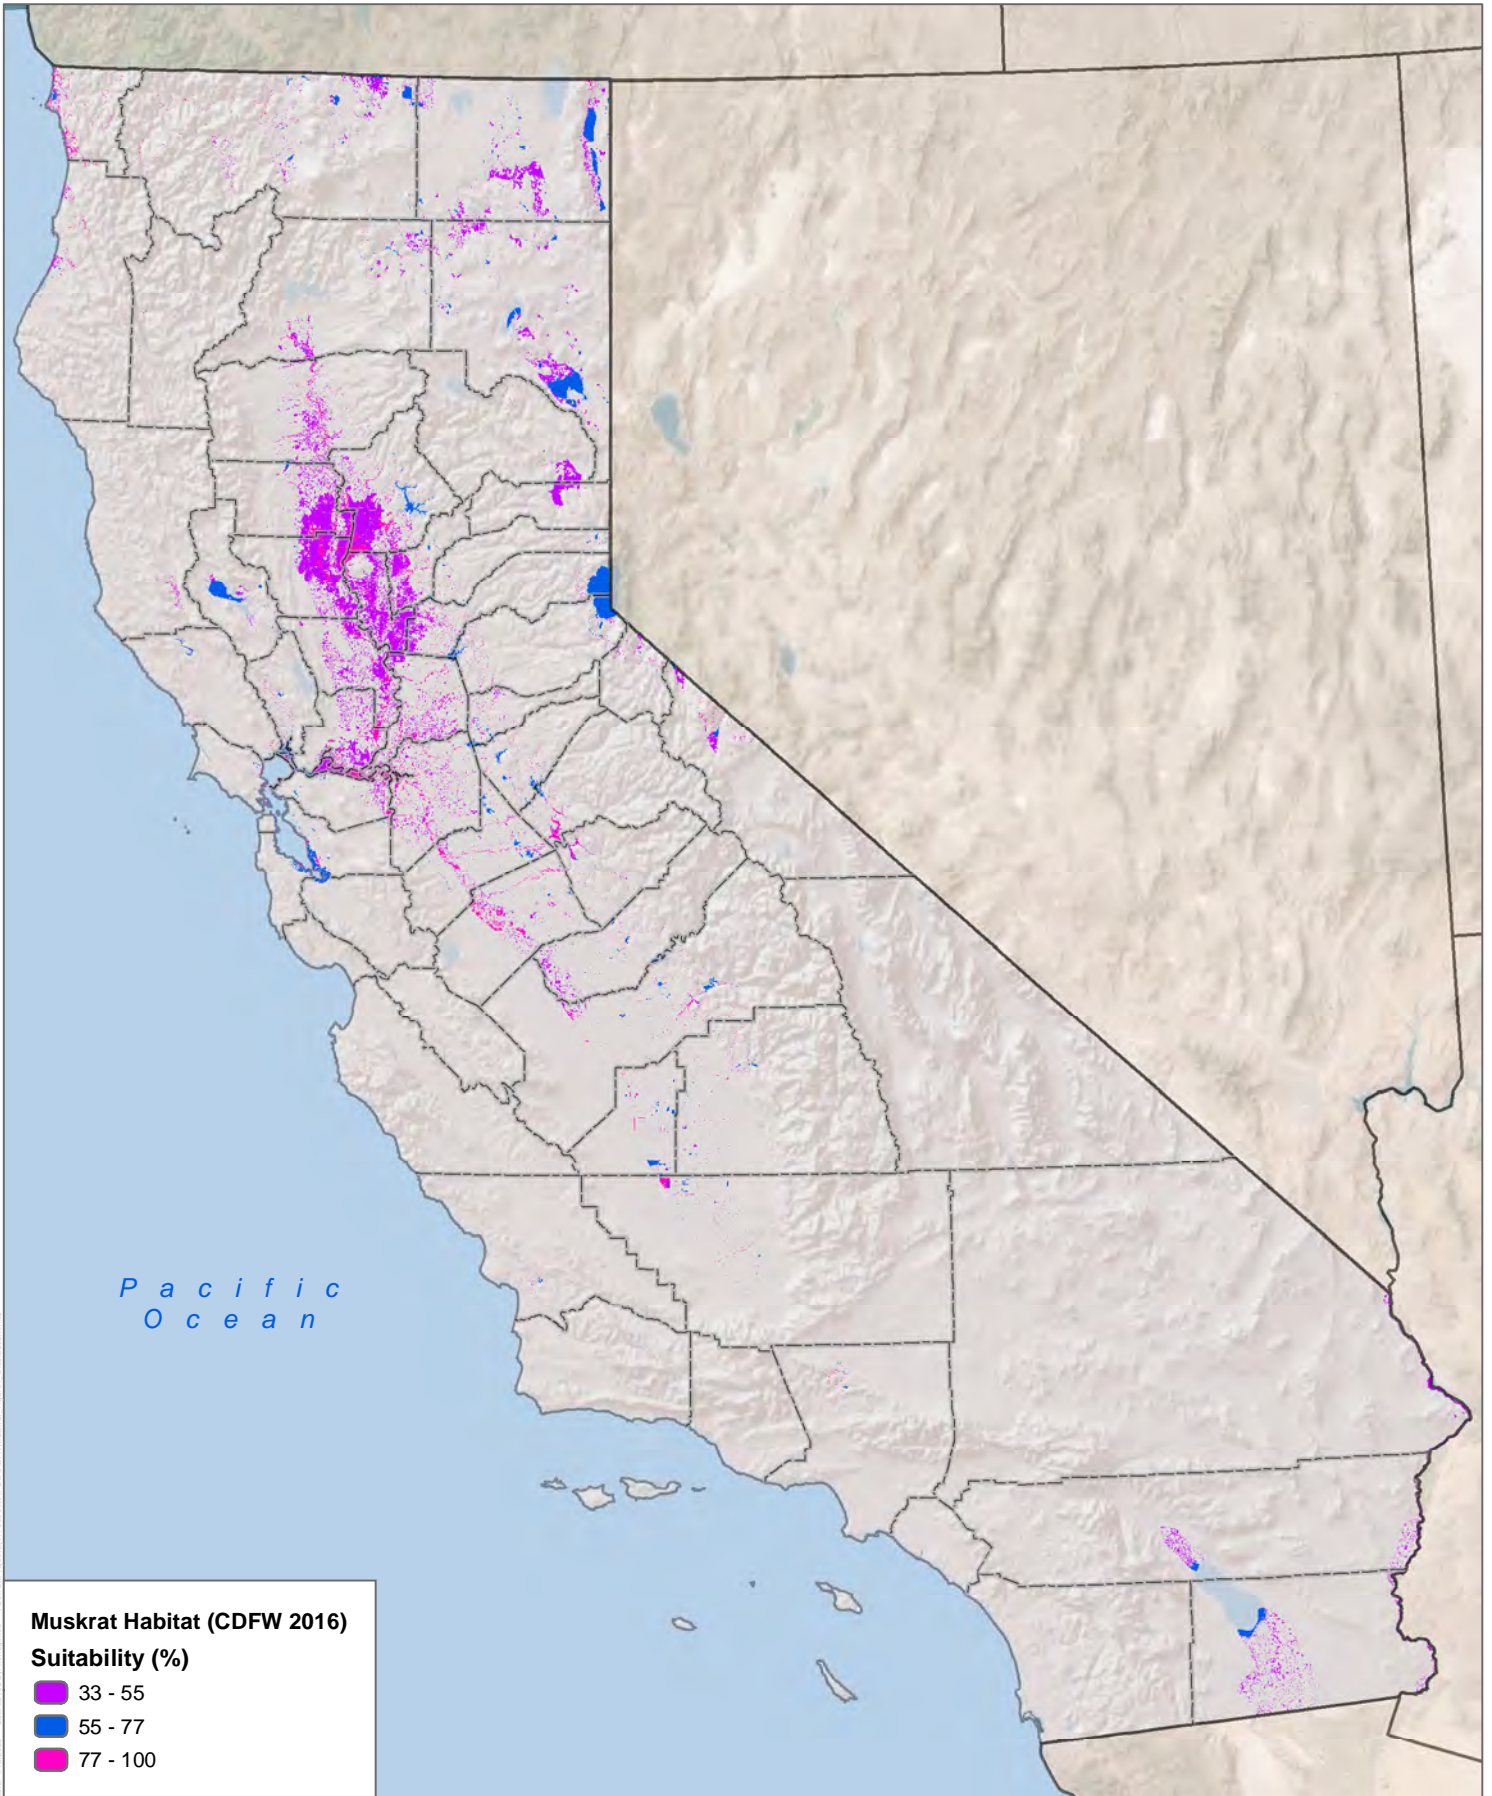 P a c i f i c
O c e a n
Muskrat Habitat (CDFW 2016)
Suitability (%)
33 - 55
55 - 77
77 - 100